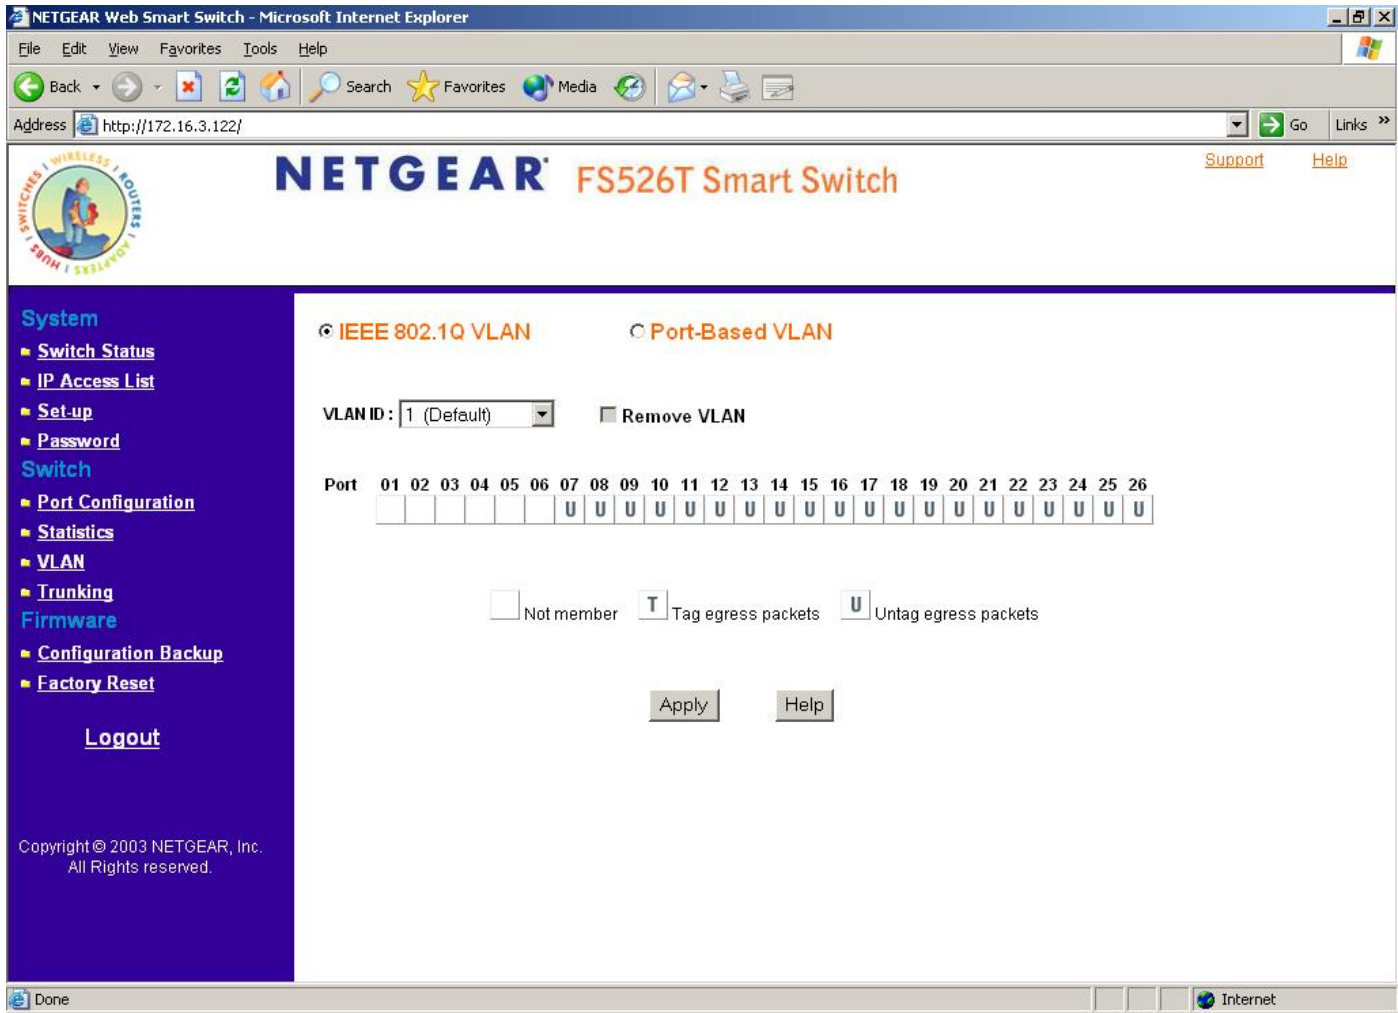 NETGEAR Web Smart Switch - Microsoft Internet Explorer
File Edit View Favorites Tools Help
Back Search Favorites Media
Address http://172.16.3.122/ Go Links »
SWITCHES | WIRELESS | ROUTERS | ADAPTERS | HUBS |
NETGEAR FS526T Smart Switch
Support Help
System
Switch Status
IP Access List
Set-up
Password
Switch
Port Configuration
Statistics
VLAN
Trunking
Firmware
Configuration Backup
Factory Reset
Logout
Copyright © 2003 NETGEAR, Inc.
All Rights reserved.
IEEE 802.1Q VLAN Port-Based VLAN
VLAN ID : 1 (Default) Remove VLAN
Port 01 02 03 04 05 06 07 08 09 10 11 12 13 14 15 16 17 18 19 20 21 22 23 24 25 26
U U U U U U U U U U U U U U U U U U U U
Not member T Tag egress packets U Untag egress packets
Apply Help
Done Internet